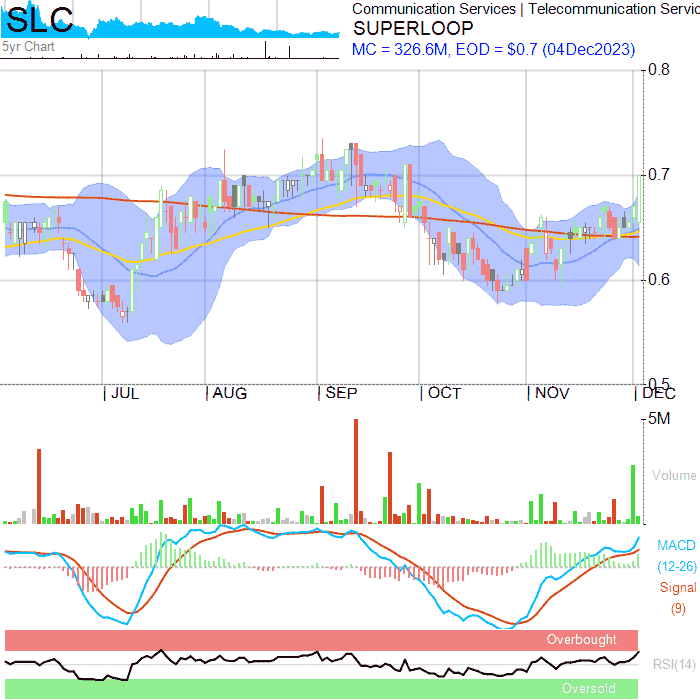 SLC
5yr Chart
Communication Services | Telecommunication Servic
SUPERLOOP
MC = 326.6M, EOD = $0.7 (04Dec2023)
0.8
0.7
0.6
0.5
| JUL | AUG | SEP | OCT | NOV | DEC
5M
Volume
MACD
(12-26)
Signal
(9)
Overbought
RSI(14)
Oversold